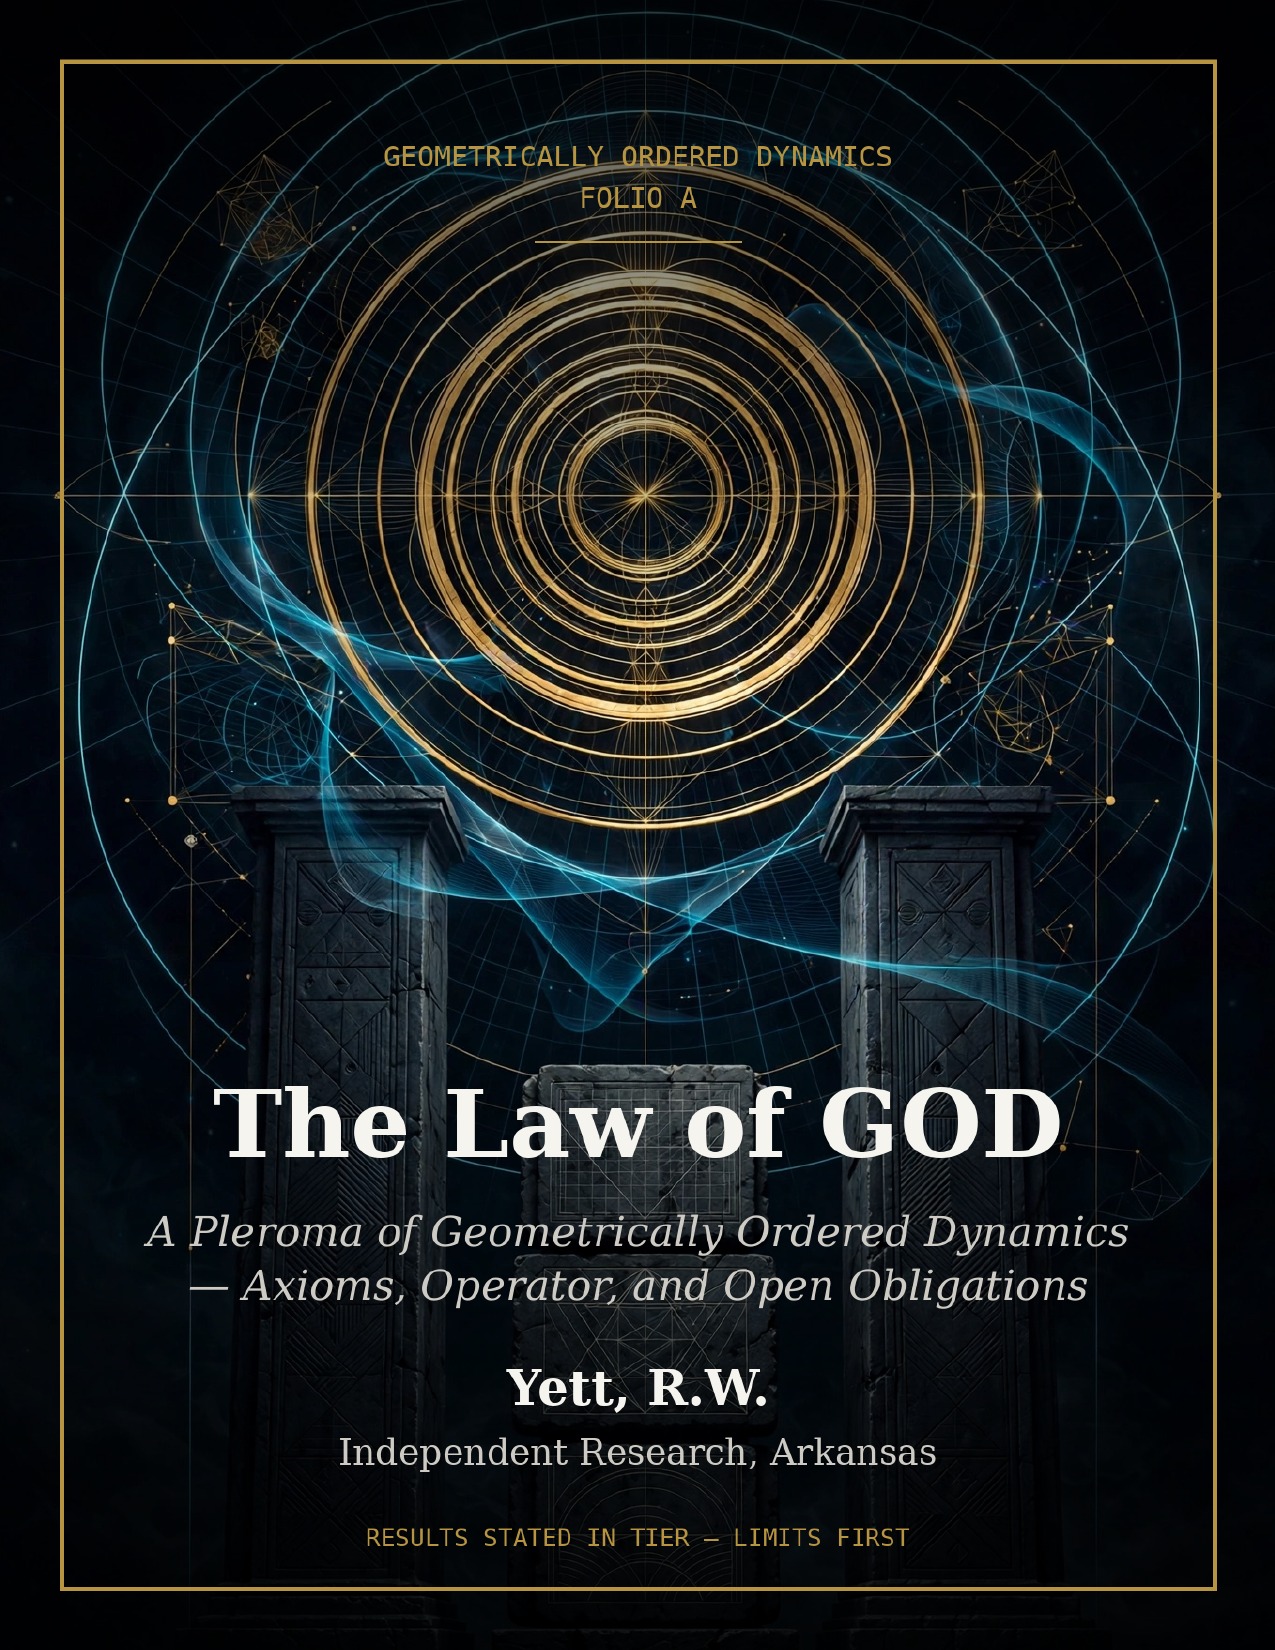 GEOMETRICALLY ORDERED DYNAMICS
FOLIO A
The Law of GOD
A Pleroma of Geometrically Ordered Dynamics
— Axioms, Operator, and Open Obligations
Yett, R.W.
Independent Research, Arkansas
RESULTS STATED IN TIER — LIMITS FIRST